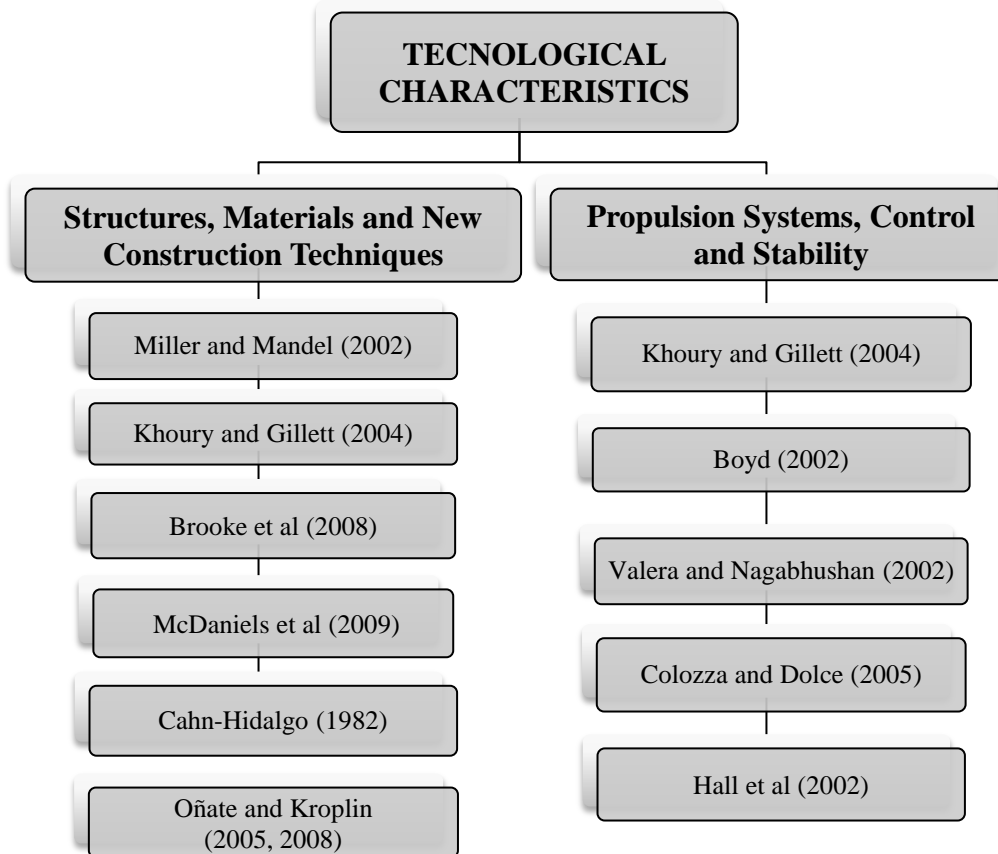 TECNOLOGICAL
CHARACTERISTICS
Structures, Materials and New
Construction Techniques
Miller and Mandel (2002)
Khoury and Gillett (2004)
Brooke et al (2008)
McDaniels et al (2009)
Cahn-Hidalgo (1982)
Oñate and Kroplin
(2005, 2008)
Propulsion Systems, Control
and Stability
Khoury and Gillett (2004)
Boyd (2002)
Valera and Nagabhushan (2002)
Colozza and Dolce (2005)
Hall et al (2002)